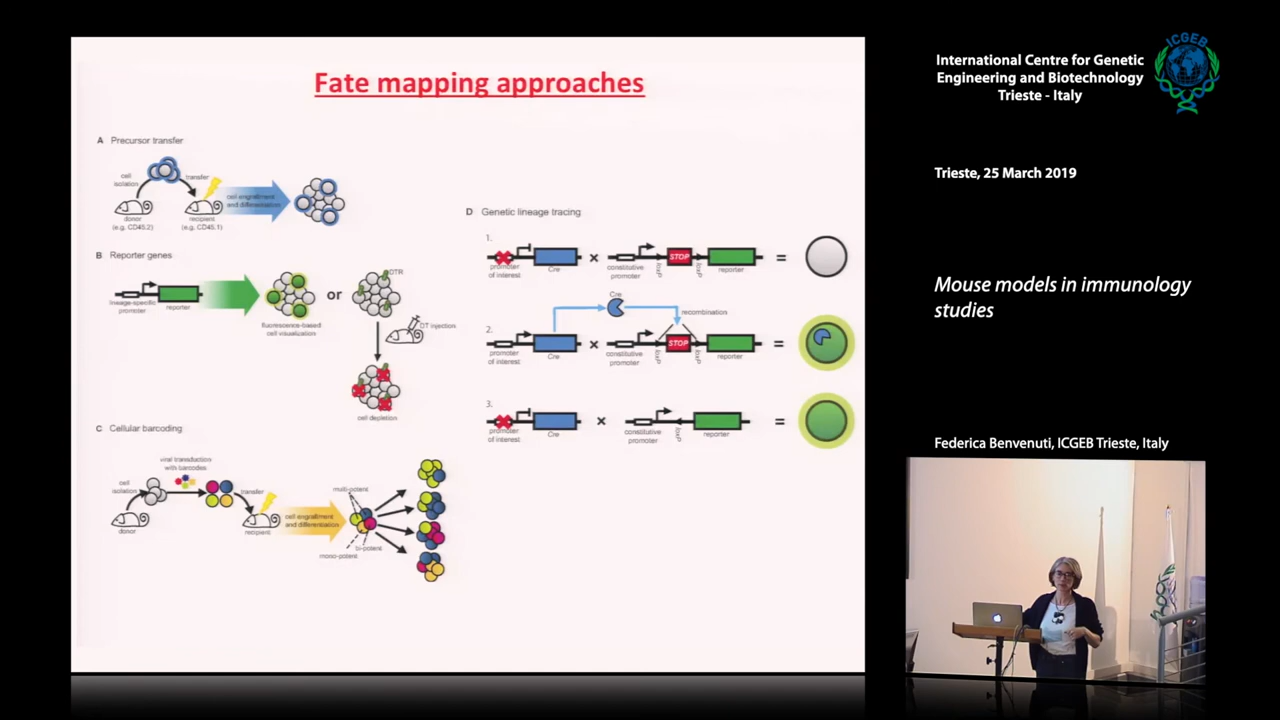 Fate mapping approaches
A Precursor transfer
cell
isolation
transfer
donor
(e.g. CD45.2)
recipient
(e.g. CD45.1)
cell engraftment
and differentiation
B Reporter genes
lineage-specific
promoter
reporter
fluorescence-based
cell visualization
or
DTR
DT injection
cell depletion
C Cellular barcoding
cell
isolation
viral transduction
with barcodes
transfer
donor
recipient
cell engraftment
and differentiation
multi-potent
bi-potent
mono-potent
D Genetic lineage tracing
1.
promoter
of interest
Cre
×
constitutive
promoter
loxP
STOP
loxP
reporter
=
Cre
recombination
2.
promoter
of interest
Cre
×
constitutive
promoter
loxP
STOP
loxP
reporter
=
3.
promoter
of interest
Cre
×
constitutive
promoter
loxP
reporter
=
International Centre for Genetic
Engineering and Biotechnology
Trieste - Italy
ICGEB
Trieste, 25 March 2019
Mouse models in immunology
studies
Federica Benvenuti, ICGEB Trieste, Italy